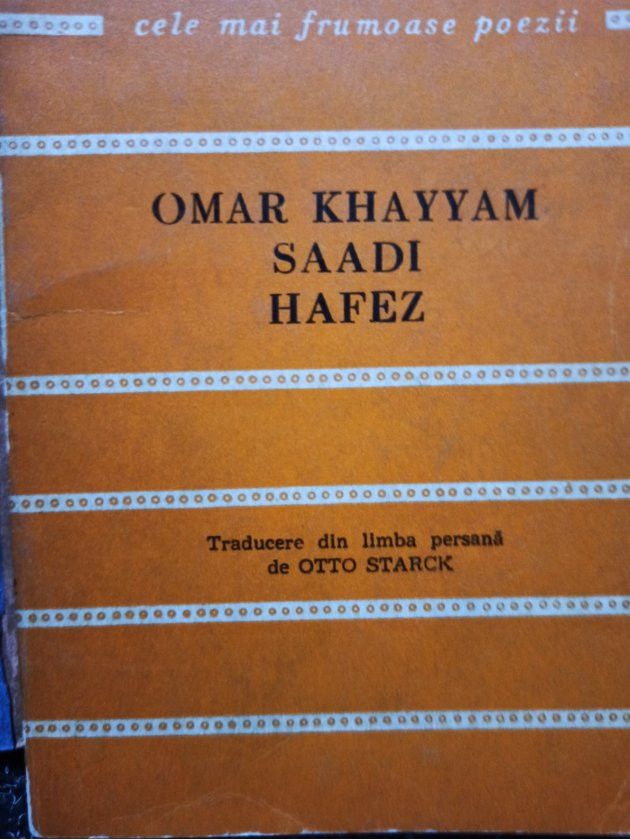 cele mai frumoase poezii
OMAR KHAYYAM
SAADI
HAFEZ
Traducere din limba persană
de OTTO STARCK